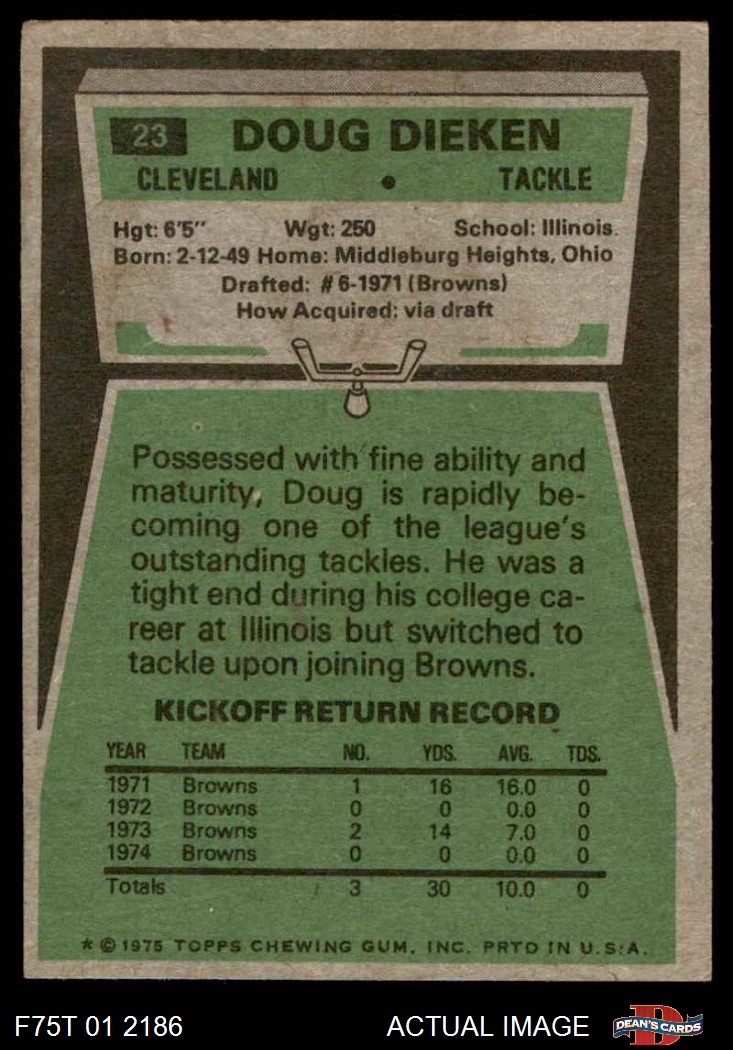 23 DOUG DIEKEN
CLEVELAND • TACKLE
Hgt: 6'5" Wgt: 250 School: Illinois.
Born: 2-12-49 Home: Middleburg Heights, Ohio
Drafted: #6-1971 (Browns)
How Acquired: via draft
Possessed with fine ability and
maturity, Doug is rapidly be-
coming one of the league's
outstanding tackles. He was a
tight end during his college ca-
reer at Illinois but switched to
tackle upon joining Browns.
KICKOFF RETURN RECORD
YEAR TEAM NO. YDS. AVG. TDS.
1971 Browns 1 16 16.0 0
1972 Browns 0 0 0.0 0
1973 Browns 2 14 7.0 0
1974 Browns 0 0 0.0 0
Totals 3 30 10.0 0
* © 1975 TOPPS CHEWING GUM, INC. PRTD IN U.S.A.
F75T 01 2186 ACTUAL IMAGE DEAN'S CARDS